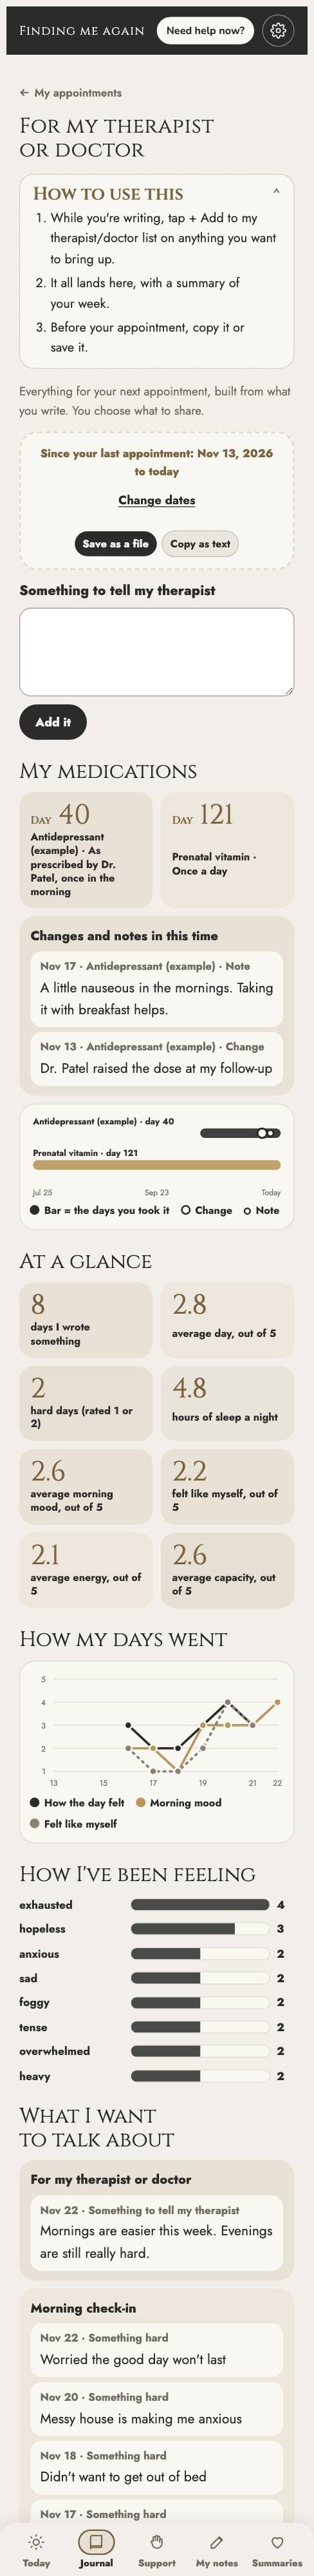 Finding me again
Need help now?
← My appointments
For my therapist
or doctor
How to use this
1. While you're writing, tap + Add to my
therapist/doctor list on anything you want
to bring up.
2. It all lands here, with a summary of
your week.
3. Before your appointment, copy it or
save it.
Everything for your next appointment, built from what
you write. You choose what to share.
Since your last appointment: Nov 13, 2026
to today
Change dates
Save as a file
Copy as text
Something to tell my therapist
Add it
My medications
Day 40
Antidepressant
(example) · As
prescribed by Dr.
Patel, once in the
morning
Day 121
Prenatal vitamin ·
Once a day
Changes and notes in this time
Nov 17 · Antidepressant (example) · Note
A little nauseous in the mornings. Taking
it with breakfast helps.
Nov 13 · Antidepressant (example) · Change
Dr. Patel raised the dose at my follow-up
Antidepressant (example) · day 40
Prenatal vitamin · day 121
Jul 25
Sep 23
Today
Bar = the days you took it
Change
Note
At a glance
8
days I wrote
something
2.8
average day, out of 5
2
hard days (rated 1 or
2)
4.8
hours of sleep a night
2.6
average morning
mood, out of 5
2.2
felt like myself, out of
5
2.1
average energy, out of
5
2.6
average capacity, out
of 5
How my days went
5
4
3
2
1
13
15
17
19
21
22
How the day felt
Morning mood
Felt like myself
How I've been feeling
exhausted 4
hopeless 3
anxious 2
sad 2
foggy 2
tense 2
overwhelmed 2
heavy 2
What I want
to talk about
For my therapist or doctor
Nov 22 · Something to tell my therapist
Mornings are easier this week. Evenings
are still really hard.
Morning check-in
Nov 22 · Something hard
Worried the good day won't last
Nov 20 · Something hard
Messy house is making me anxious
Nov 18 · Something hard
Didn't want to get out of bed
Nov 17 · Something hard
Today
Journal
Support
My notes
Summaries